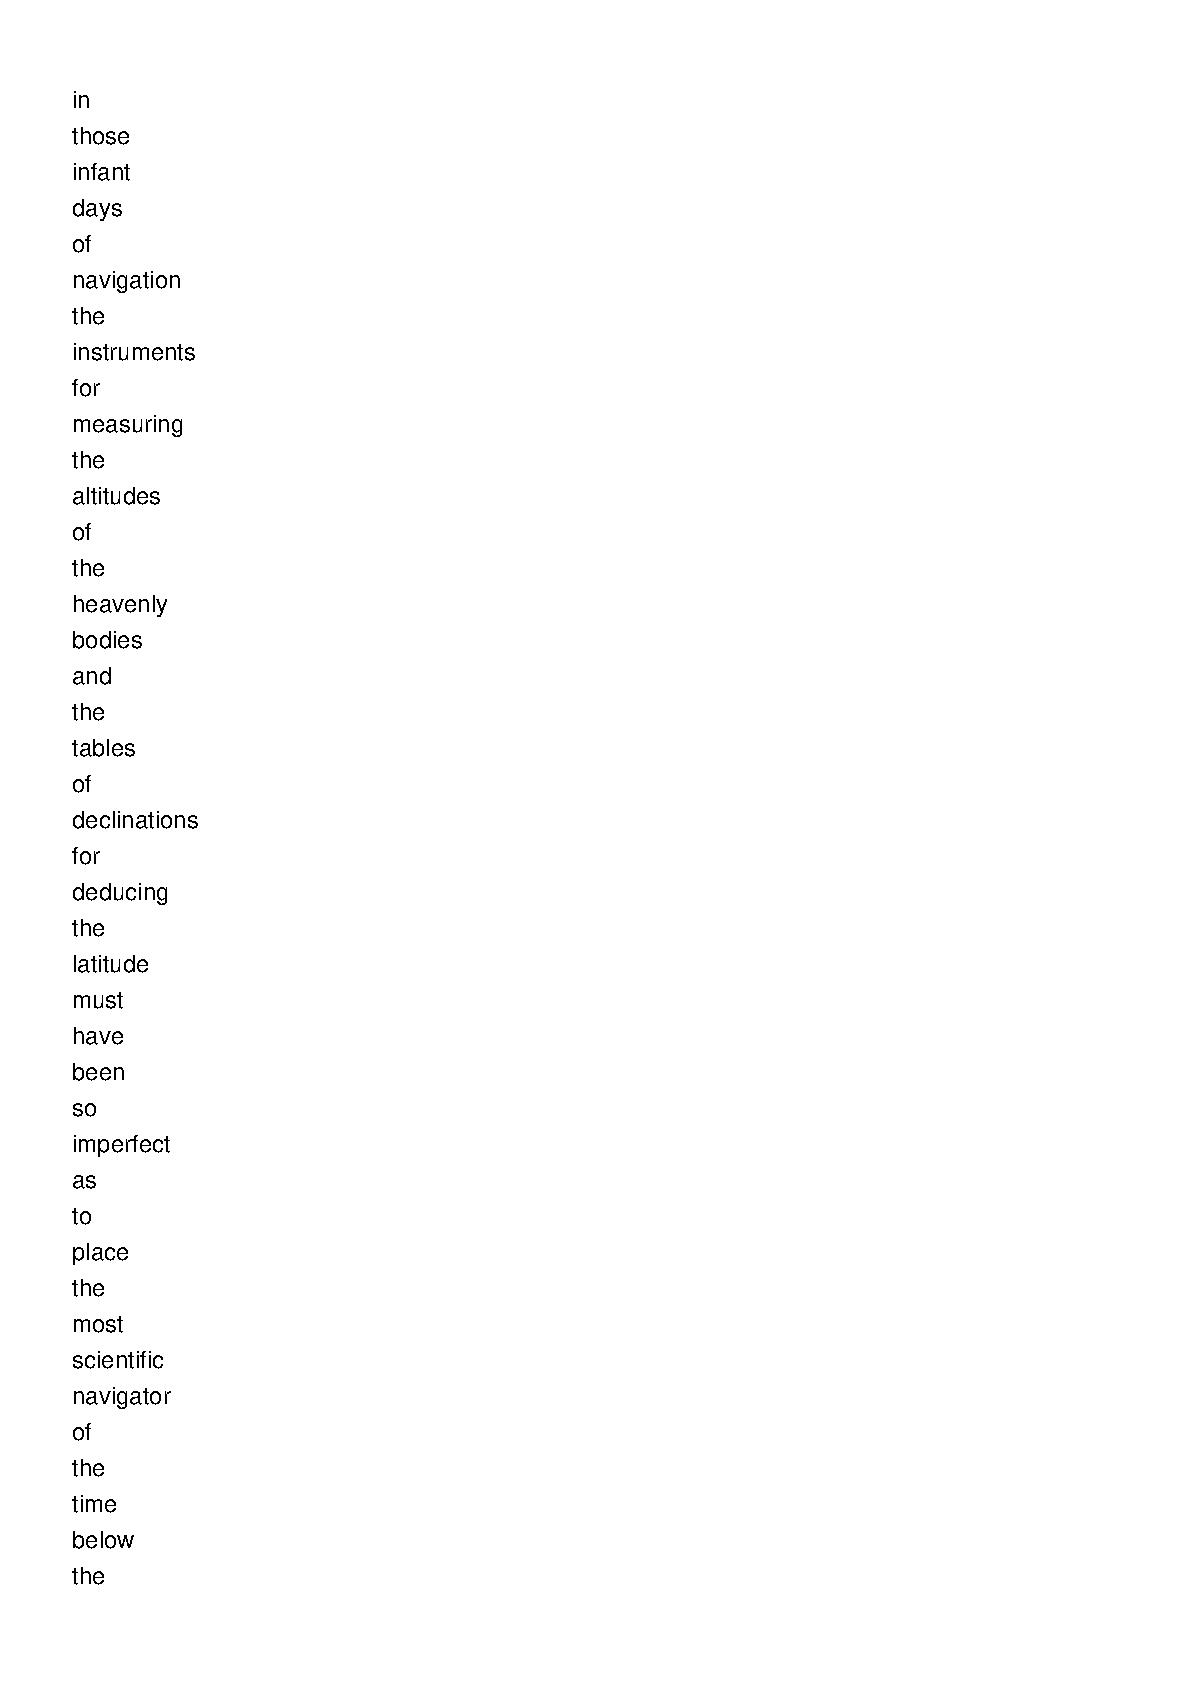 in
those
infant
days
of
navigation
the
instruments
for
measuring
the
altitudes
of
the
heavenly
bodies
and
the
tables
of
declinations
for
deducing
the
latitude
must
have
been
so
imperfect
as
to
place
the
most
scientific
navigator
of
the
time
below
the